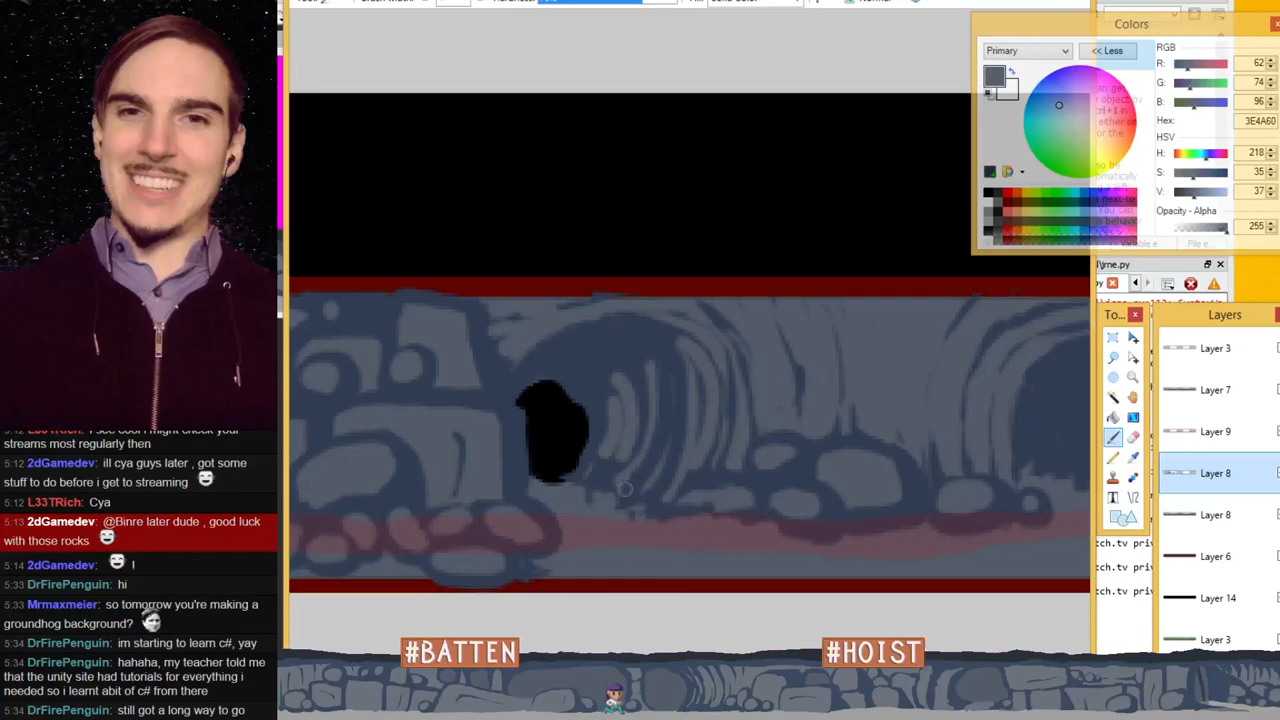 Colors
Primary
<< Less
RGB
R: 62
G: 74
B: 96
Hex: 3E4A60
HSV
H: 218
S: 35
V: 37
Opacity - Alpha
255
To...
Layers
Layer 3
Layer 7
Layer 9
Layer 8
Layer 8
Layer 6
Layer 14
Layer 3
streams most regularly then
5:12 2dGamedev: ill cya guys later , got some
stuff to do before i get to streaming
5:12 L33TRich: Cya
5:13 2dGamedev: @Binre later dude , good luck
with those rocks
5:14 2dGamedev: !
5:33 DrFirePenguin: hi
5:33 Mrmaxmeier: so tomorrow you're making a
groundhog background?
5:34 DrFirePenguin: im starting to learn c#, yay
5:34 DrFirePenguin: hahaha, my teacher told me
that the unity site had tutorials for everything i
needed so i learnt abit of c# from there
5:34 DrFirePenguin: still got a long way to go
#BATTEN
#HOIST